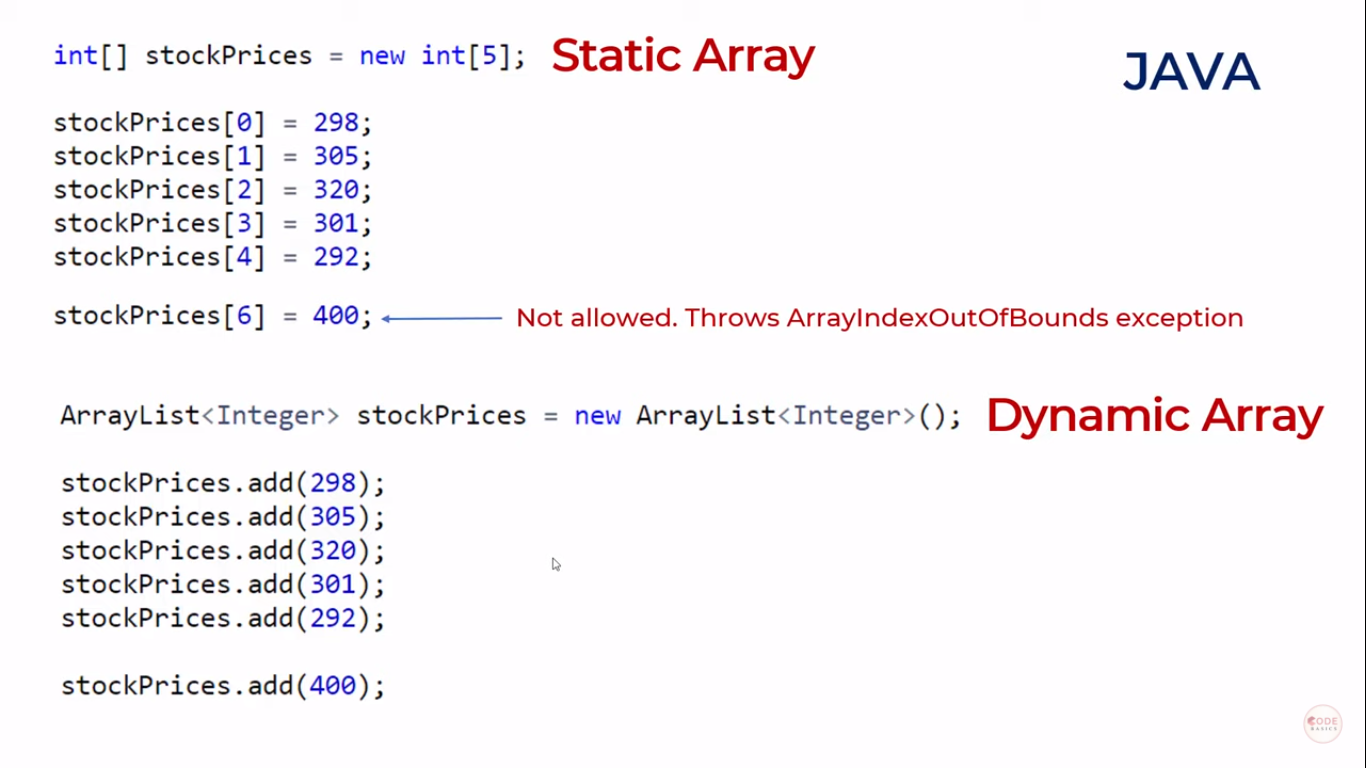 int[] stockPrices = new int[5]; Static Array
JAVA
stockPrices[0] = 298;
stockPrices[1] = 305;
stockPrices[2] = 320;
stockPrices[3] = 301;
stockPrices[4] = 292;
stockPrices[6] = 400; Not allowed. Throws ArrayIndexOutOfBounds exception
ArrayList<Integer> stockPrices = new ArrayList<Integer>(); Dynamic Array
stockPrices.add(298);
stockPrices.add(305);
stockPrices.add(320);
stockPrices.add(301);
stockPrices.add(292);
stockPrices.add(400);
CODE
BASICS